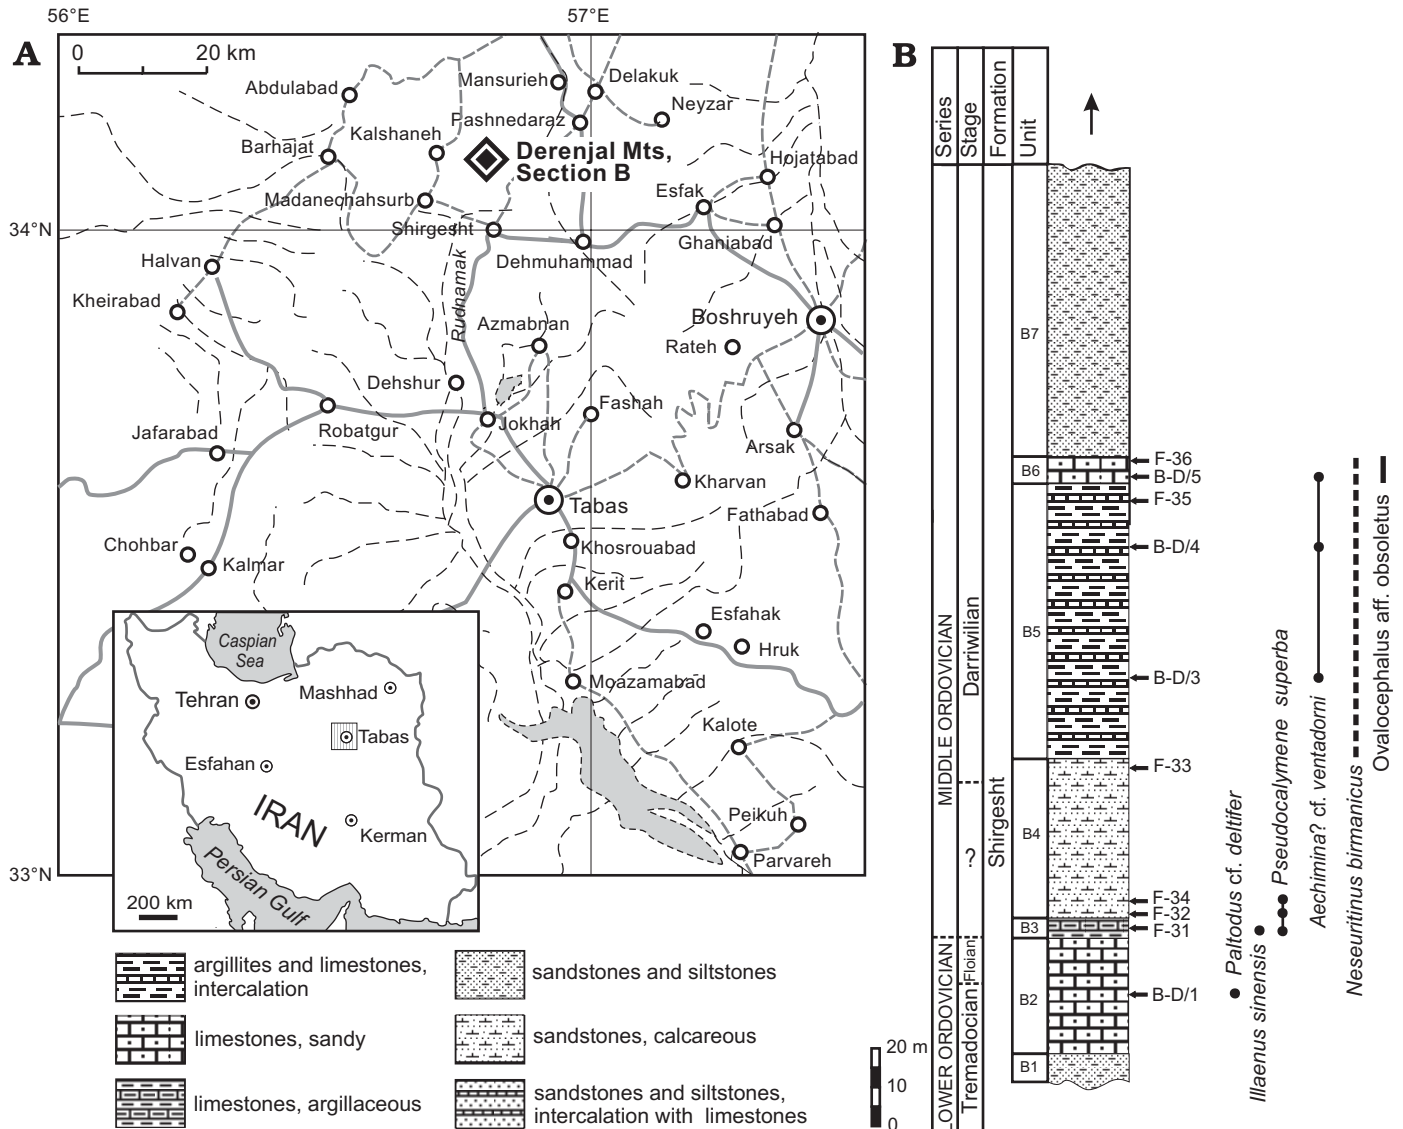 56°E
57°E
A
0
20 km
Abdulabad
Mansurieh
Delakuk
Neyzar
Pashnedaraz
Kalshaneh
Barhajat
Derenjal Mts,
Section B
Hojatabad
Madanechahsurb
Esfak
34°N
Shirgesht
Ghaniabad
Dehmuhammad
Halvan
Rudnamak
Kheirabad
Azmabnan
Boshruyeh
Rateh
Dehshur
Fashah
Robatgur
Jokhah
Jafarabad
Arsak
Kharvan
Tabas
Fathabad
Chohbar
Khosrouabad
Kalmar
Kerit
Esfahak
Hruk
Moazamabad
Kalote
Peikuh
Parvareh
33°N
Caspian
Sea
Tehran
Mashhad
Tabas
Esfahan
IRAN
Kerman
Persian Gulf
200 km
argillites and limestones,
intercalation
limestones, sandy
limestones, argillaceous
sandstones and siltstones
sandstones, calcareous
sandstones and siltstones,
intercalation with limestones
B
Series
Stage
Formation
Unit
MIDDLE ORDOVICIAN
LOWER ORDOVICIAN
Darriwilian
?
Floian
Tremadocian
Shirgesht
B7
B6
B5
B4
B3
B2
B1
F-36
B-D/5
F-35
B-D/4
B-D/3
F-33
F-34
F-32
F-31
B-D/1
20 m
10
0
Paltodus cf. deltifer
Illaenus sinensis
Pseudocalymene superba
Aechimina? cf. ventadorni
Neseuritinus birmanicus
Ovalocephalus aff. obsoletus